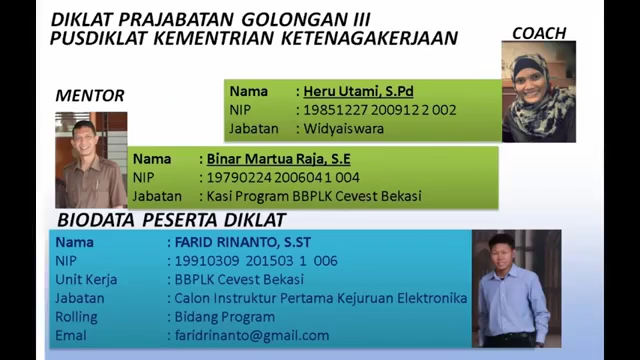 DIKLAT PRAJABATAN GOLONGAN III
PUSDIKLAT KEMENTRIAN KETENAGAKERJAAN
COACH
Nama : Heru Utami, S.Pd
NIP : 19851227 200912 2 002
Jabatan : Widyaiswara
MENTOR
Nama : Binar Martua Raja, S.E
NIP : 19790224 200604 1 004
Jabatan : Kasi Program BBPLK Cevest Bekasi
BIODATA PESERTA DIKLAT
Nama : FARID RINANTO, S.ST
NIP : 19910309 201503 1 006
Unit Kerja : BBPLK Cevest Bekasi
Jabatan : Calon Instruktur Pertama Kejuruan Elektronika
Rolling : Bidang Program
Emal : faridrinanto@gmail.com